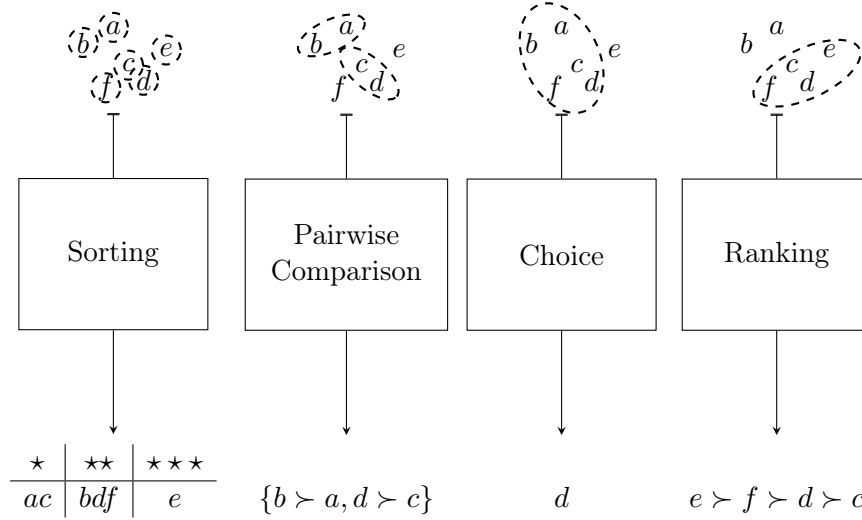 a a a a
b b b b
e e e e
c c c c
f d f d f d f d
Sorting
Pairwise
Comparison
Choice
Ranking
⋆ ⋆⋆ ⋆⋆⋆
ac bdf e
{b ≻ a, d ≻ c}
d
e ≻ f ≻ d ≻ c